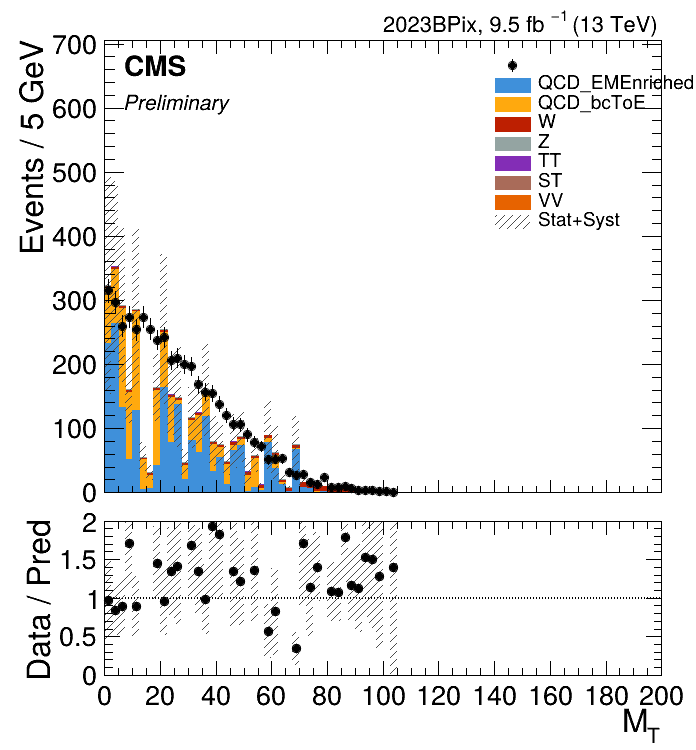 2023BPix, 9.5 fb⁻¹ (13 TeV)
CMS
Preliminary
QCD_EMEnriched
QCD_bcToE
W
Z
TT
ST
VV
Stat+Syst
Events / 5 GeV
700
600
500
400
300
200
100
0
Data / Pred
2
1.5
1
0.5
0
0 20 40 60 80 100 120 140 160 180 200
M_T